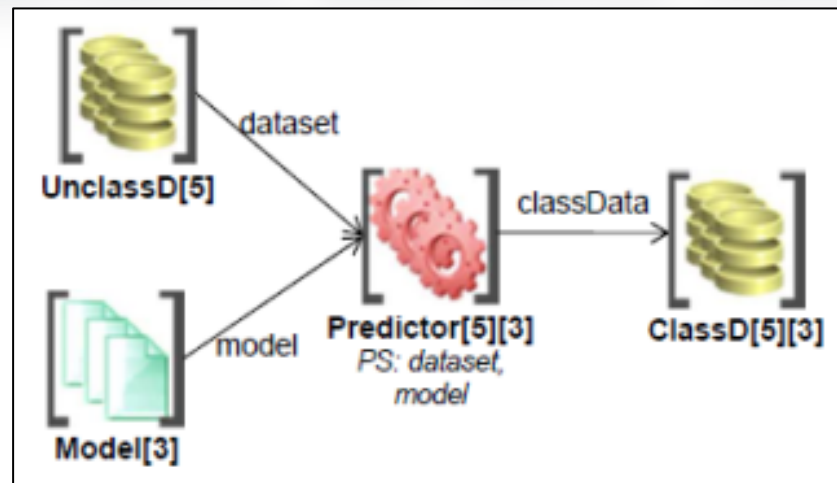 dataset
UnclassD[5]
classData
Predictor[5][3]
PS: dataset,
model
ClassD[5][3]
model
Model[3]